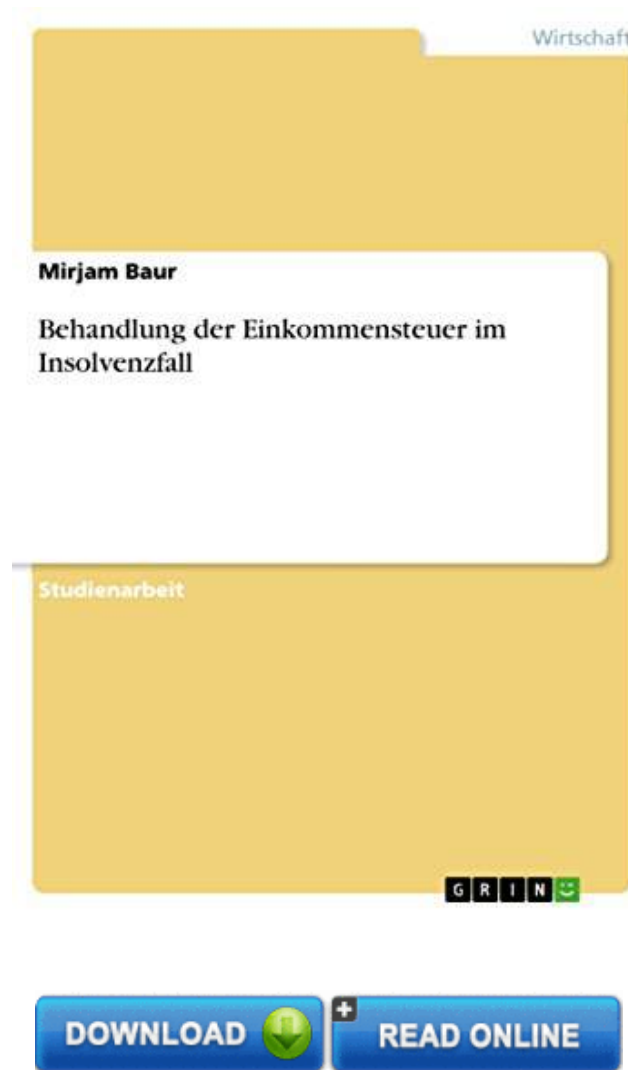 Wirtschaft
Mirjam Baur
Behandlung der Einkommensteuer im
Insolvenzfall
Studienarbeit
GRIN
DOWNLOAD
READ ONLINE